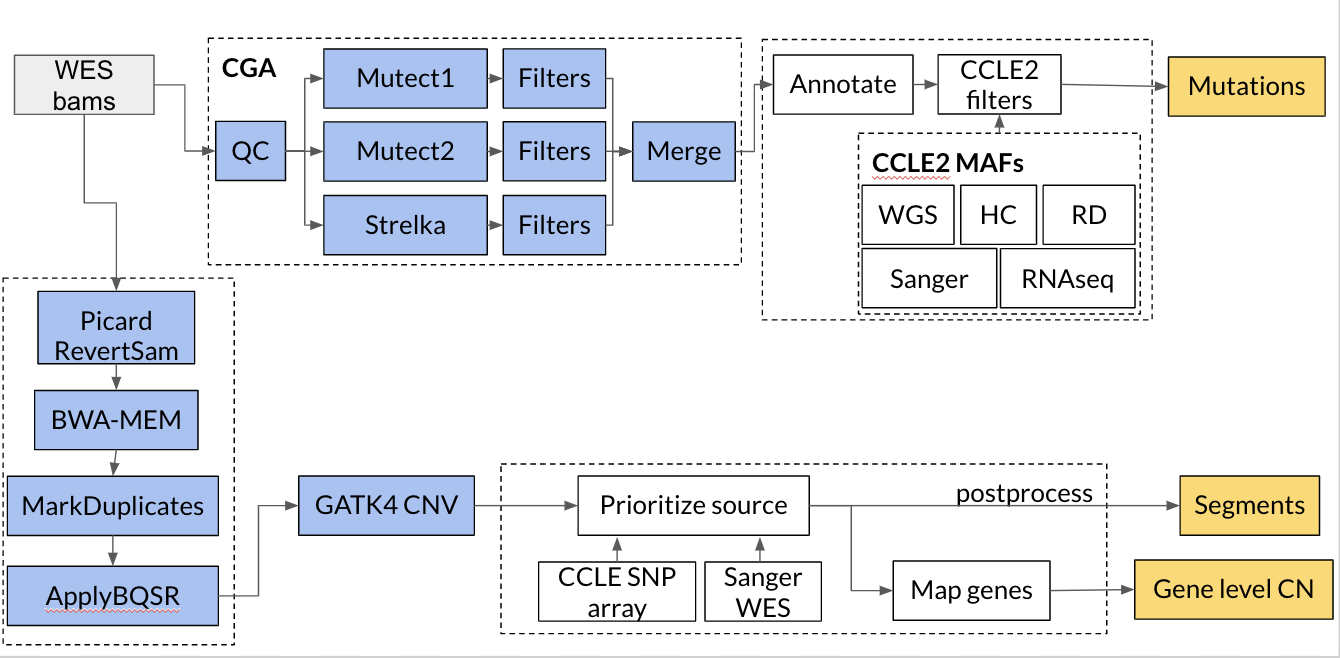 WES
bams
CGA
QC
Mutect1
Filters
Mutect2
Filters
Strelka
Filters
Merge
Annotate
CCLE2
filters
CCLE2 MAFs
WGS
HC
RD
Sanger
RNAseq
Mutations
Picard
RevertSam
BWA-MEM
MarkDuplicates
ApplyBQSR
GATK4 CNV
Prioritize source
CCLE SNP
array
Sanger
WES
postprocess
Map genes
Segments
Gene level CN